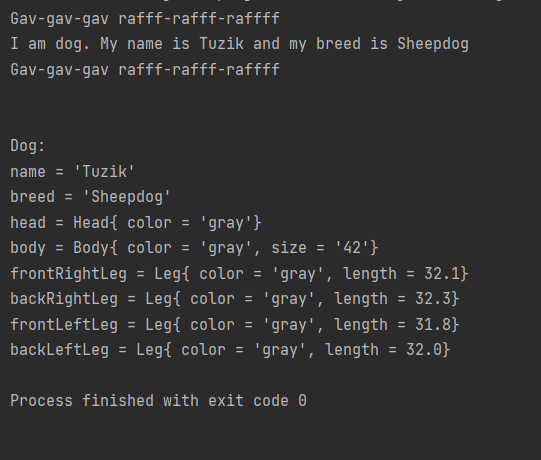 Gav-gav-gav rafff-rafff-raffff
I am dog. My name is Tuzik and my breed is Sheepdog
Gav-gav-gav rafff-rafff-raffff
Dog:
name = 'Tuzik'
breed = 'Sheepdog'
head = Head{ color = 'gray'}
body = Body{ color = 'gray', size = '42'}
frontRightLeg = Leg{ color = 'gray', length = 32.1}
backRightLeg = Leg{ color = 'gray', length = 32.3}
frontLeftLeg = Leg{ color = 'gray', length = 31.8}
backLeftLeg = Leg{ color = 'gray', length = 32.0}
Process finished with exit code 0